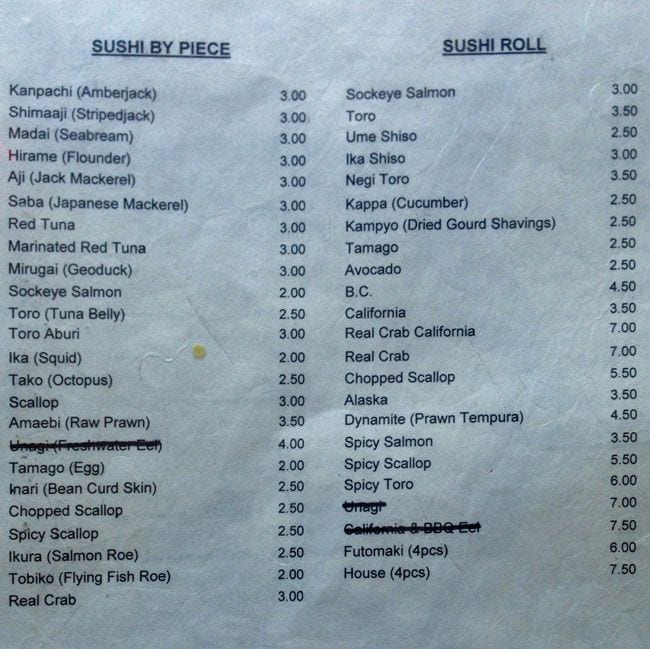 SUSHI BY PIECE
Kanpachi (Amberjack) 3.00
Shimaaji (Stripedjack) 3.00
Madai (Seabream) 3.00
Hirame (Flounder) 3.00
Aji (Jack Mackerel) 3.00
Saba (Japanese Mackerel) 3.00
Red Tuna 3.00
Marinated Red Tuna 3.00
Mirugai (Geoduck) 3.00
Sockeye Salmon 2.00
Toro (Tuna Belly) 2.50
Toro Aburi 3.00
Ika (Squid) 2.00
Tako (Octopus) 2.50
Scallop 3.00
Amaebi (Raw Prawn) 3.50
Unagi (Freshwater Eel) 4.00
Tamago (Egg) 2.00
Inari (Bean Curd Skin) 2.50
Chopped Scallop 2.50
Spicy Scallop 2.50
Ikura (Salmon Roe) 2.50
Tobiko (Flying Fish Roe) 2.00
Real Crab 3.00
SUSHI ROLL
Sockeye Salmon 3.00
Toro 3.50
Ume Shiso 2.50
Ika Shiso 3.00
Negi Toro 3.50
Kappa (Cucumber) 2.50
Kampyo (Dried Gourd Shavings) 2.50
Tamago 2.50
Avocado 2.50
B.C. 4.50
California 3.50
Real Crab California 7.00
Real Crab 7.00
Chopped Scallop 5.50
Alaska 3.50
Dynamite (Prawn Tempura) 4.50
Spicy Salmon 3.50
Spicy Scallop 5.50
Spicy Toro 6.00
Unagi 7.00
California & BBQ Eel 7.50
Futomaki (4pcs) 6.00
House (4pcs) 7.50